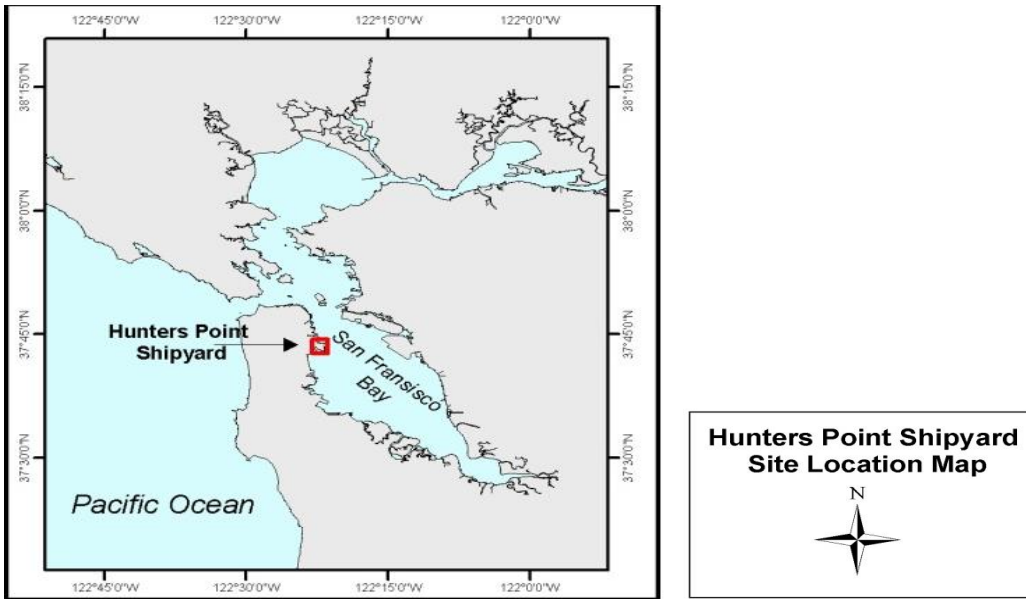 122°45'0"W 122°30'0"W 122°15'0"W 122°0'0"W
38°15'0"N 38°15'0"N
38°0'0"N 38°0'0"N
37°45'0"N 37°45'0"N
Hunters Point
Shipyard
San Fransisco
Bay
37°30'0"N 37°30'0"N
Pacific Ocean
122°45'0"W 122°30'0"W 122°15'0"W 122°0'0"W
Hunters Point Shipyard
Site Location Map
N